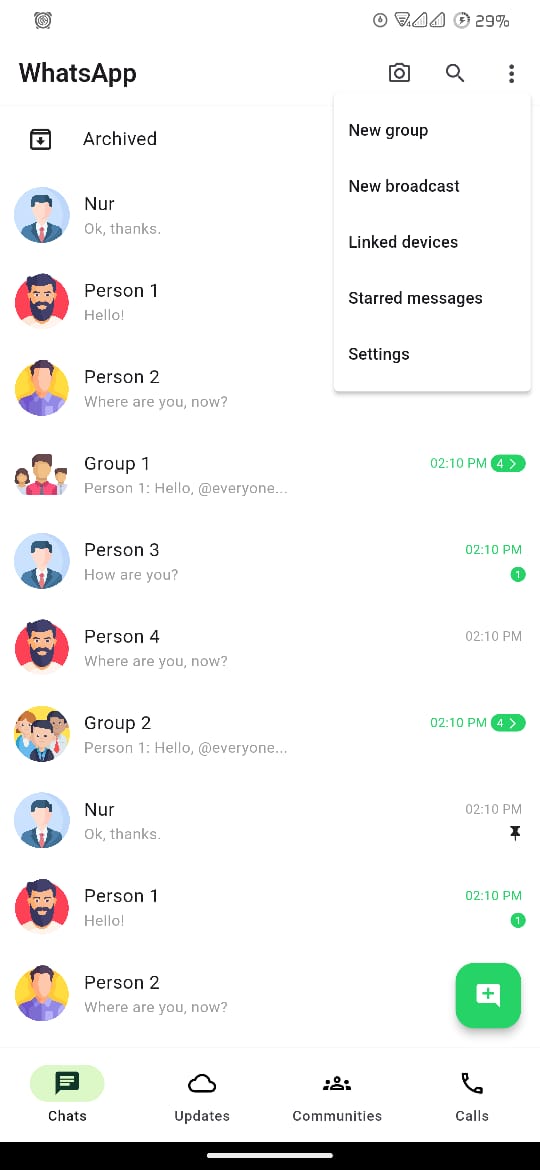 29%
WhatsApp
Archived
New group
New broadcast
Linked devices
Starred messages
Settings
Nur
Ok, thanks.
Person 1
Hello!
Person 2
Where are you, now?
Group 1
02:10 PM 4
Person 1: Hello, @everyone...
Person 3
02:10 PM
How are you?
1
Person 4
02:10 PM
Where are you, now?
Group 2
02:10 PM 4
Person 1: Hello, @everyone...
Nur
02:10 PM
Ok, thanks.
Person 1
02:10 PM
Hello!
1
Person 2
Where are you, now?
Chats
Updates
Communities
Calls